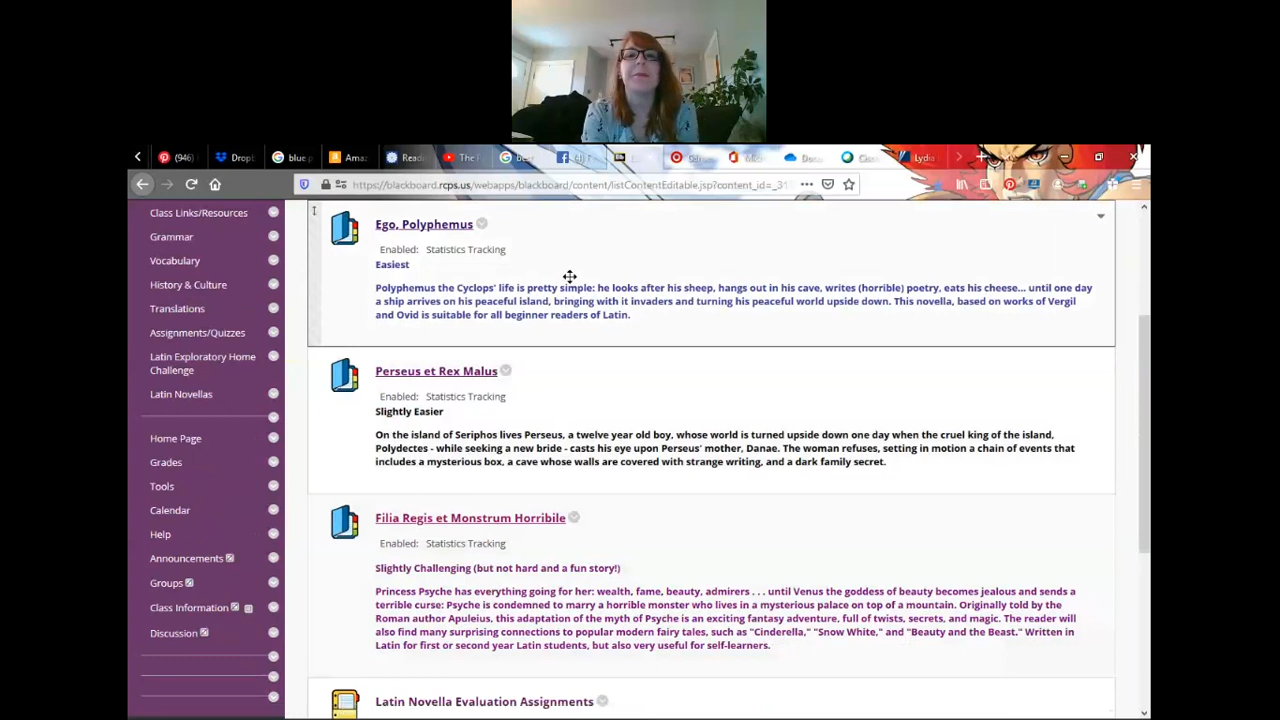 (946) Dropl blue p Amaz Readi The F best (1) F Mich Docu Class Lydia
https://blackboard.rcps.us/webapps/blackboard/content/listContentEditable.jsp?content_id=_31
Class Links/Resources
Grammar
Vocabulary
History & Culture
Translations
Assignments/Quizzes
Latin Exploratory Home
Challenge
Latin Novellas
Home Page
Grades
Tools
Calendar
Help
Announcements
Groups
Class Information
Discussion
Ego, Polyphemus
Enabled: Statistics Tracking
Easiest
Polyphemus the Cyclops' life is pretty simple: he looks after his sheep, hangs out in his cave, writes (horrible) poetry, eats his cheese... until one day
a ship arrives on his peaceful island, bringing with it invaders and turning his peaceful world upside down. This novella, based on works of Vergil
and Ovid is suitable for all beginner readers of Latin.
Perseus et Rex Malus
Enabled: Statistics Tracking
Slightly Easier
On the island of Seriphos lives Perseus, a twelve year old boy, whose world is turned upside down one day when the cruel king of the island,
Polydectes - while seeking a new bride - casts his eye upon Perseus' mother, Danae. The woman refuses, setting in motion a chain of events that
includes a mysterious box, a cave whose walls are covered with strange writing, and a dark family secret.
Filia Regis et Monstrum Horribile
Enabled: Statistics Tracking
Slightly Challenging (but not hard and a fun story!)
Princess Psyche has everything going for her: wealth, fame, beauty, admirers . . . until Venus the goddess of beauty becomes jealous and sends a
terrible curse: Psyche is condemned to marry a horrible monster who lives in a mysterious palace on top of a mountain. Originally told by the
Roman author Apuleius, this adaptation of the myth of Psyche is an exciting fantasy adventure, full of twists, secrets, and magic. The reader will
also find many surprising connections to popular modern fairy tales, such as "Cinderella," "Snow White," and "Beauty and the Beast." Written in
Latin for first or second year Latin students, but also very useful for self-learners.
Latin Novella Evaluation Assignments